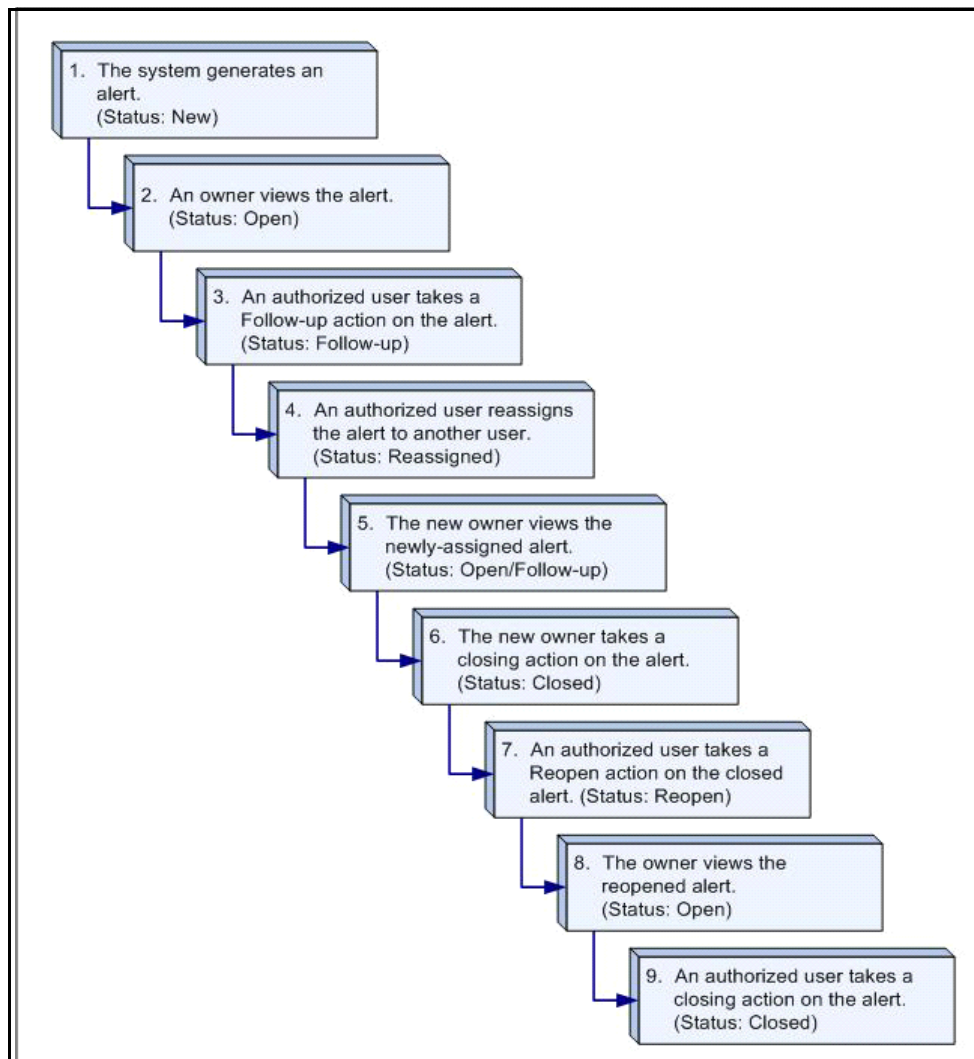 1. The system generates an
alert.
(Status: New)
2. An owner views the alert.
(Status: Open)
3. An authorized user takes a
Follow-up action on the alert.
(Status: Follow-up)
4. An authorized user reassigns
the alert to another user.
(Status: Reassigned)
5. The new owner views the
newly-assigned alert.
(Status: Open/Follow-up)
6. The new owner takes a
closing action on the alert.
(Status: Closed)
7. An authorized user takes a
Reopen action on the closed
alert. (Status: Reopen)
8. The owner views the
reopened alert.
(Status: Open)
9. An authorized user takes a
closing action on the alert.
(Status: Closed)